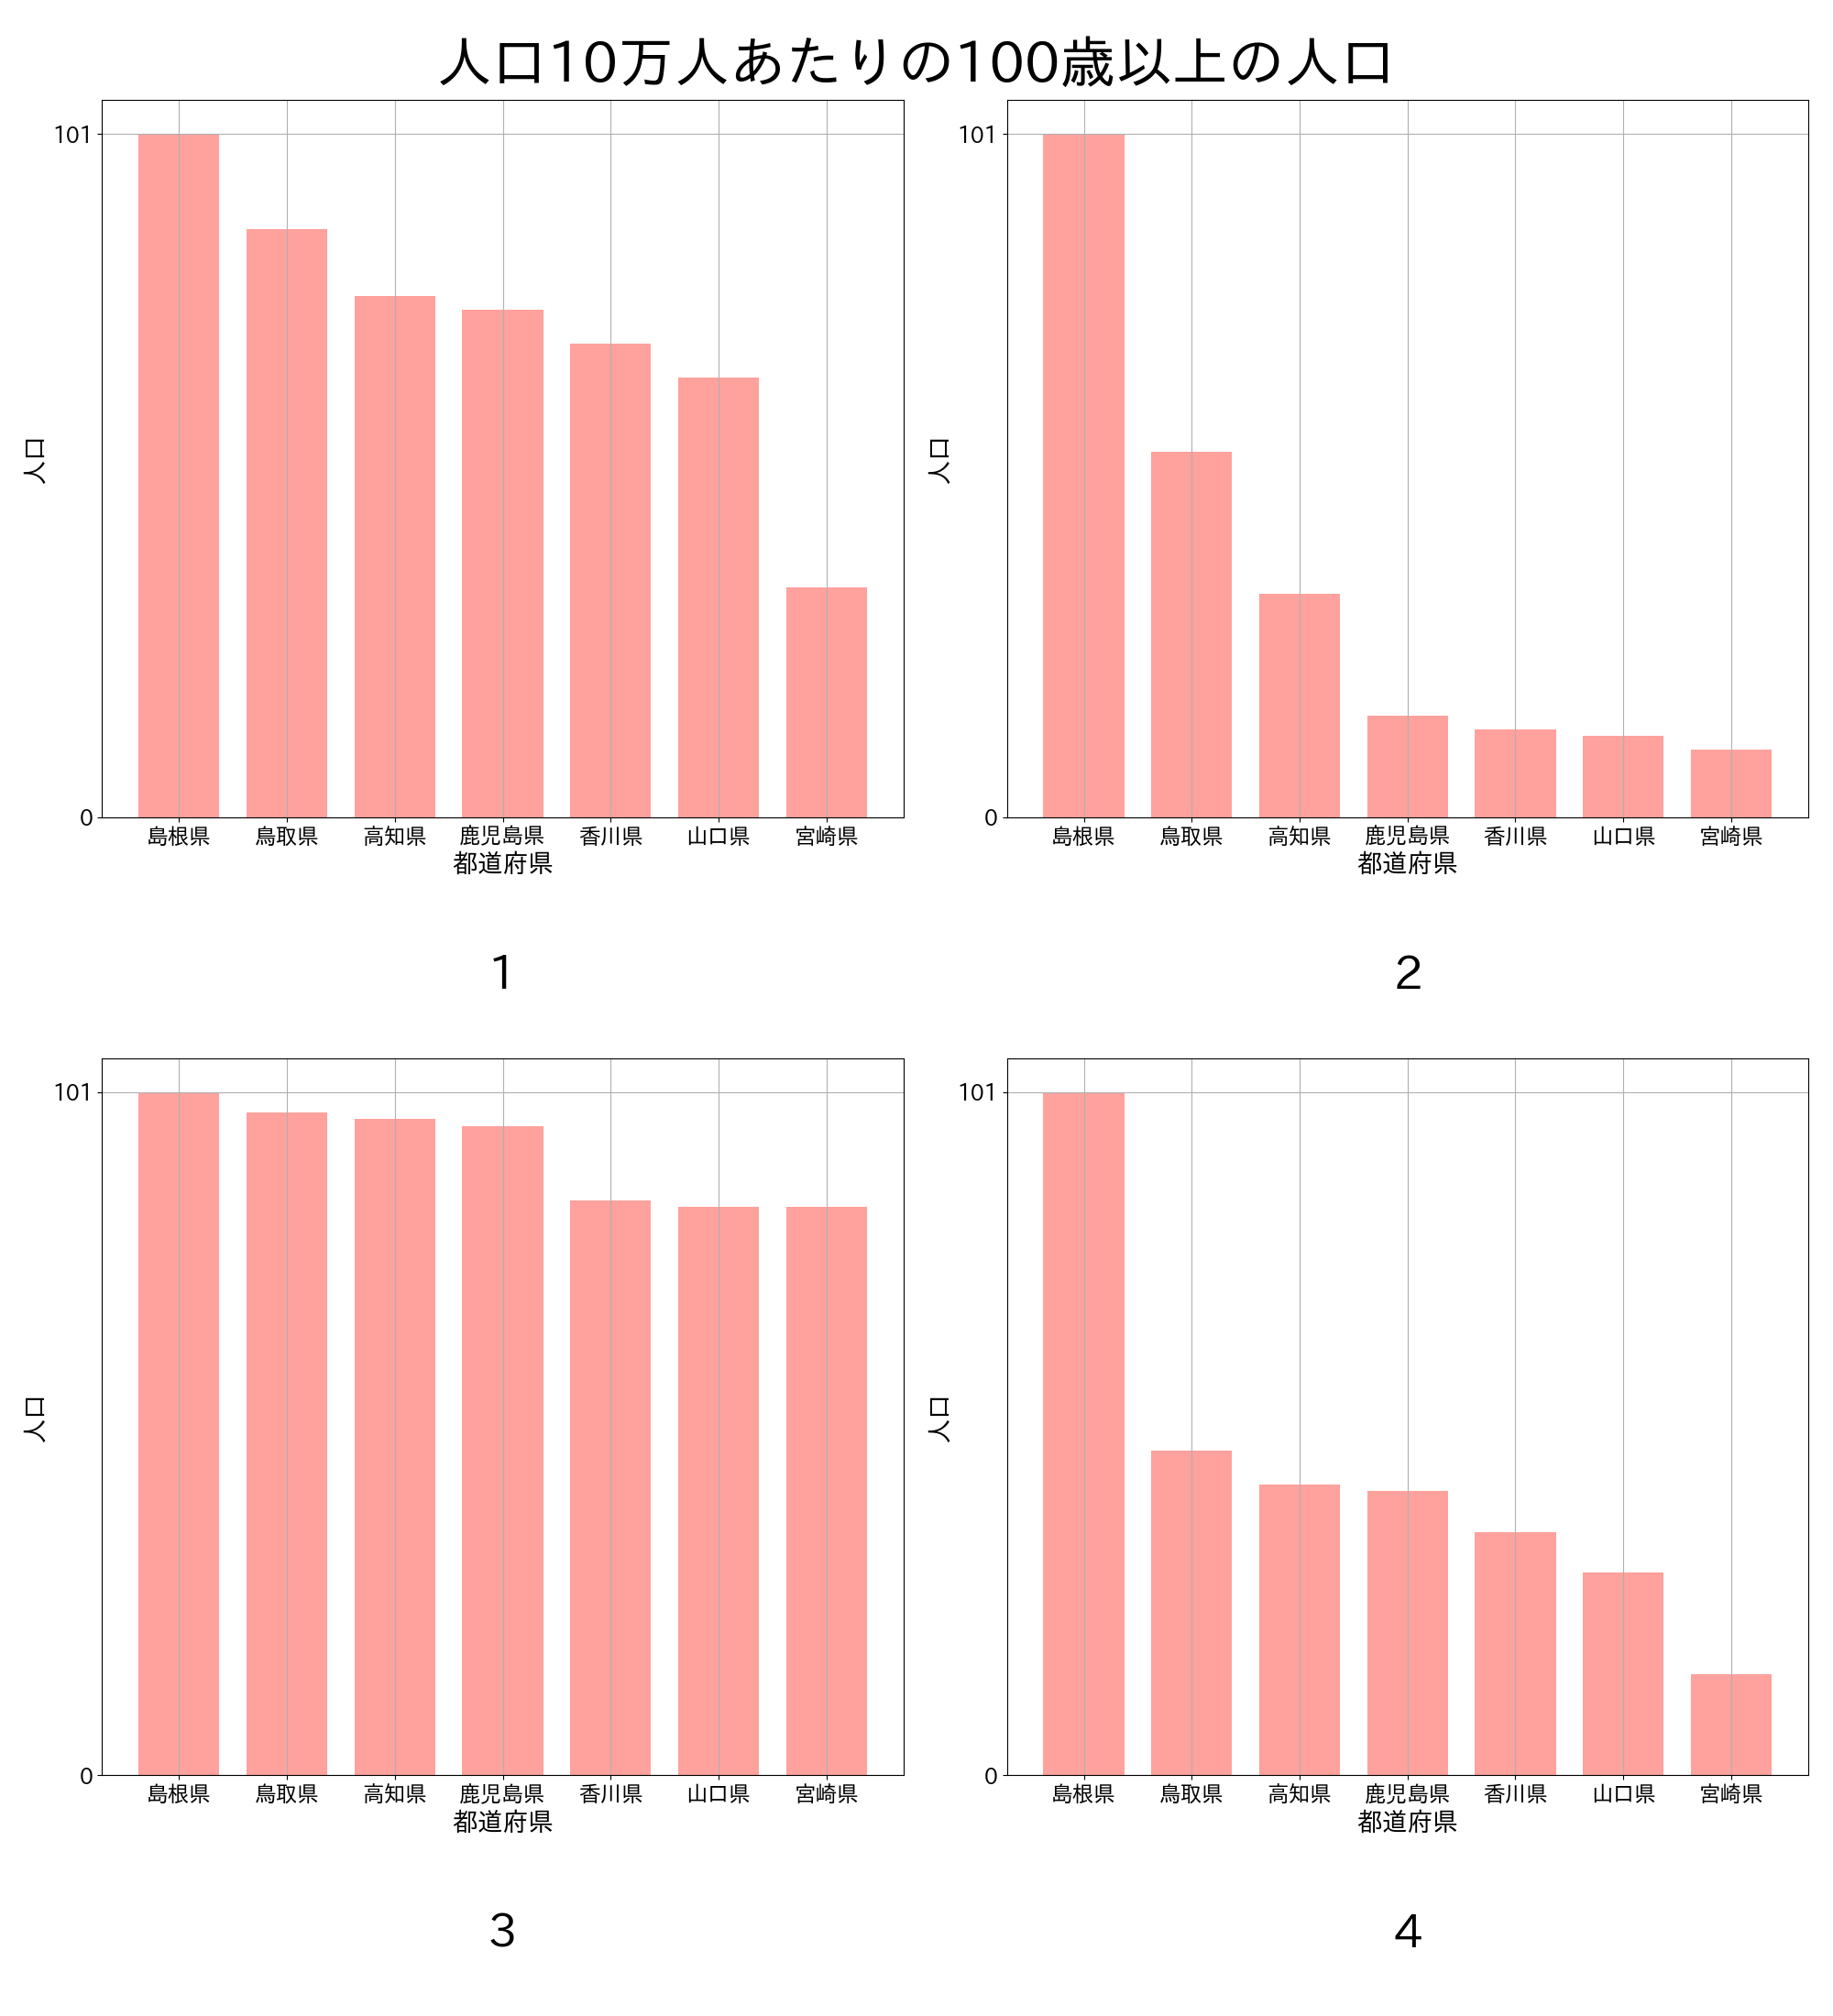 人口10万人あたりの100歳以上の人口
101
0
人口
島根県 鳥取県 高知県 鹿児島県 香川県 山口県 宮崎県
都道府県
1
101
0
人口
島根県 鳥取県 高知県 鹿児島県 香川県 山口県 宮崎県
都道府県
2
101
0
人口
島根県 鳥取県 高知県 鹿児島県 香川県 山口県 宮崎県
都道府県
3
101
0
人口
島根県 鳥取県 高知県 鹿児島県 香川県 山口県 宮崎県
都道府県
4